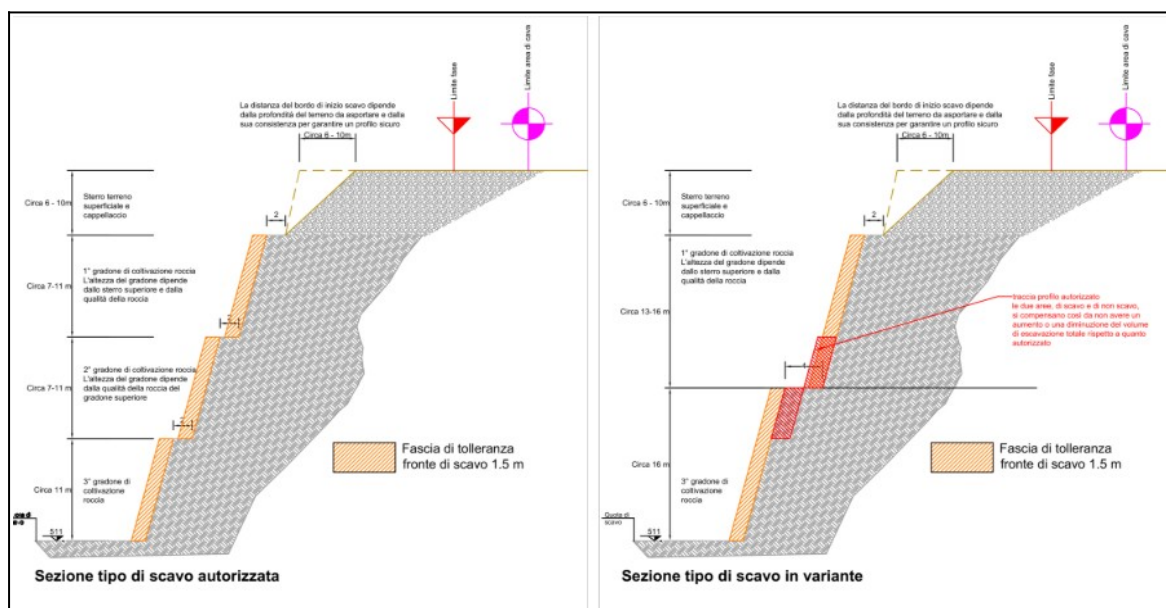 La distanza del bordo di inizio scavo dipende
dalla profondità del terreno da asportare e dalla
sua consistenza per garantire un profilo sicuro
Circa 6 - 10m
Limite fase
Limite area di cava
Circa 6 - 10m
Sterro terreno
superficiale e
cappellaccio
2
Circa 7-11 m
1° gradone di coltivazione roccia
L'altezza del gradone dipende
dallo sterro superiore e dalla
qualità della roccia
2
Circa 7-11 m
2° gradone di coltivazione roccia
L'altezza del gradone dipende
dalla qualità della roccia del
gradone superiore
2
Circa 11 m
3° gradone di
coltivazione
roccia
511
Fascia di tolleranza
fronte di scavo 1.5 m
Sezione tipo di scavo autorizzata
La distanza del bordo di inizio scavo dipende
dalla profondità del terreno da asportare e dalla
sua consistenza per garantire un profilo sicuro
Circa 6 - 10m
Limite fase
Limite area di cava
Circa 6 - 10m
Sterro terreno
superficiale e
cappellaccio
2
1° gradone di coltivazione roccia
L'altezza del gradone dipende
dallo sterro superiore e dalla
qualità della roccia
Circa 13-16 m
traccia profilo autorizzato
le due aree, di scavo e di non scavo,
si compensano così da non avere un
aumento o una diminuzione del volume
di escavazione totale rispetto a quanto
autorizzato
4
Circa 16 m
3° gradone di
coltivazione
roccia
Quota di
scavo
511
Fascia di tolleranza
fronte di scavo 1.5 m
Sezione tipo di scavo in variante